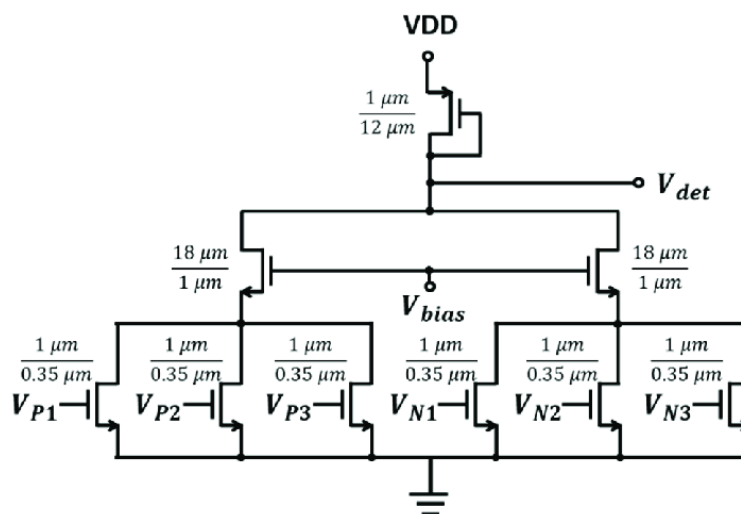 VDD
1 μm
12 μm
V_det
18 μm
1 μm
18 μm
1 μm
V_bias
1 μm
0.35 μm
1 μm
0.35 μm
1 μm
0.35 μm
1 μm
0.35 μm
1 μm
0.35 μm
1 μm
0.35 μm
V_P1
V_P2
V_P3
V_N1
V_N2
V_N3